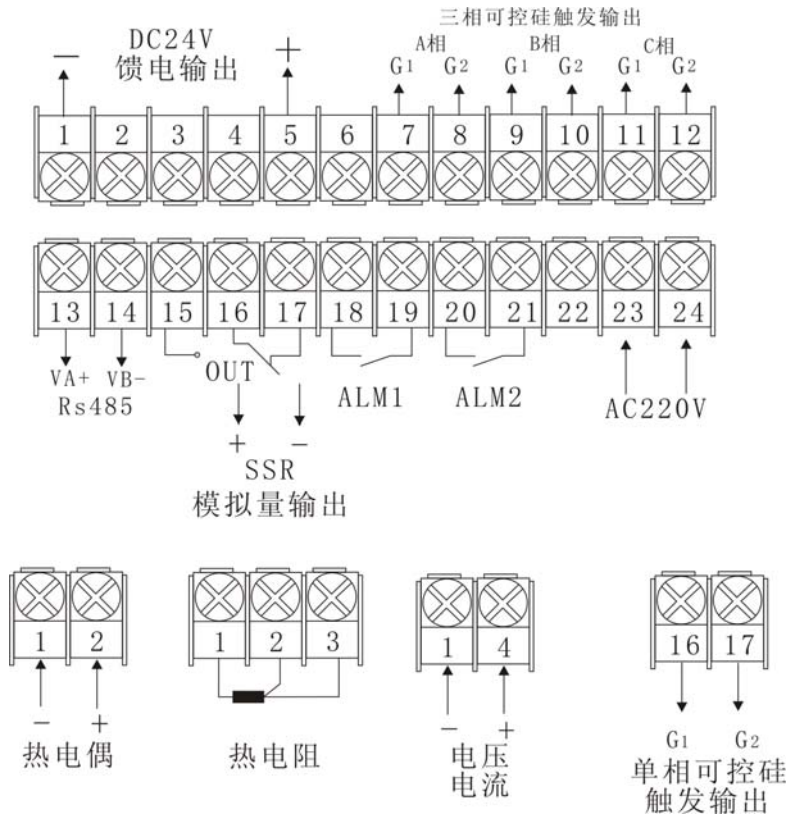 三相可控硅触发输出
DC24V
馈电输出
− +
A相 B相 C相
G1 G2 G1 G2 G1 G2
1 2 3 4 5 6 7 8 9 10 11 12
13 14 15 16 17 18 19 20 21 22 23 24
VA+ VB-
Rs485
OUT
ALM1
ALM2
AC220V
+ −
SSR
模拟量输出
1 2
− +
热电偶
1 2 3
热电阻
1 4
− +
电压
电流
16 17
G1 G2
单相可控硅
触发输出